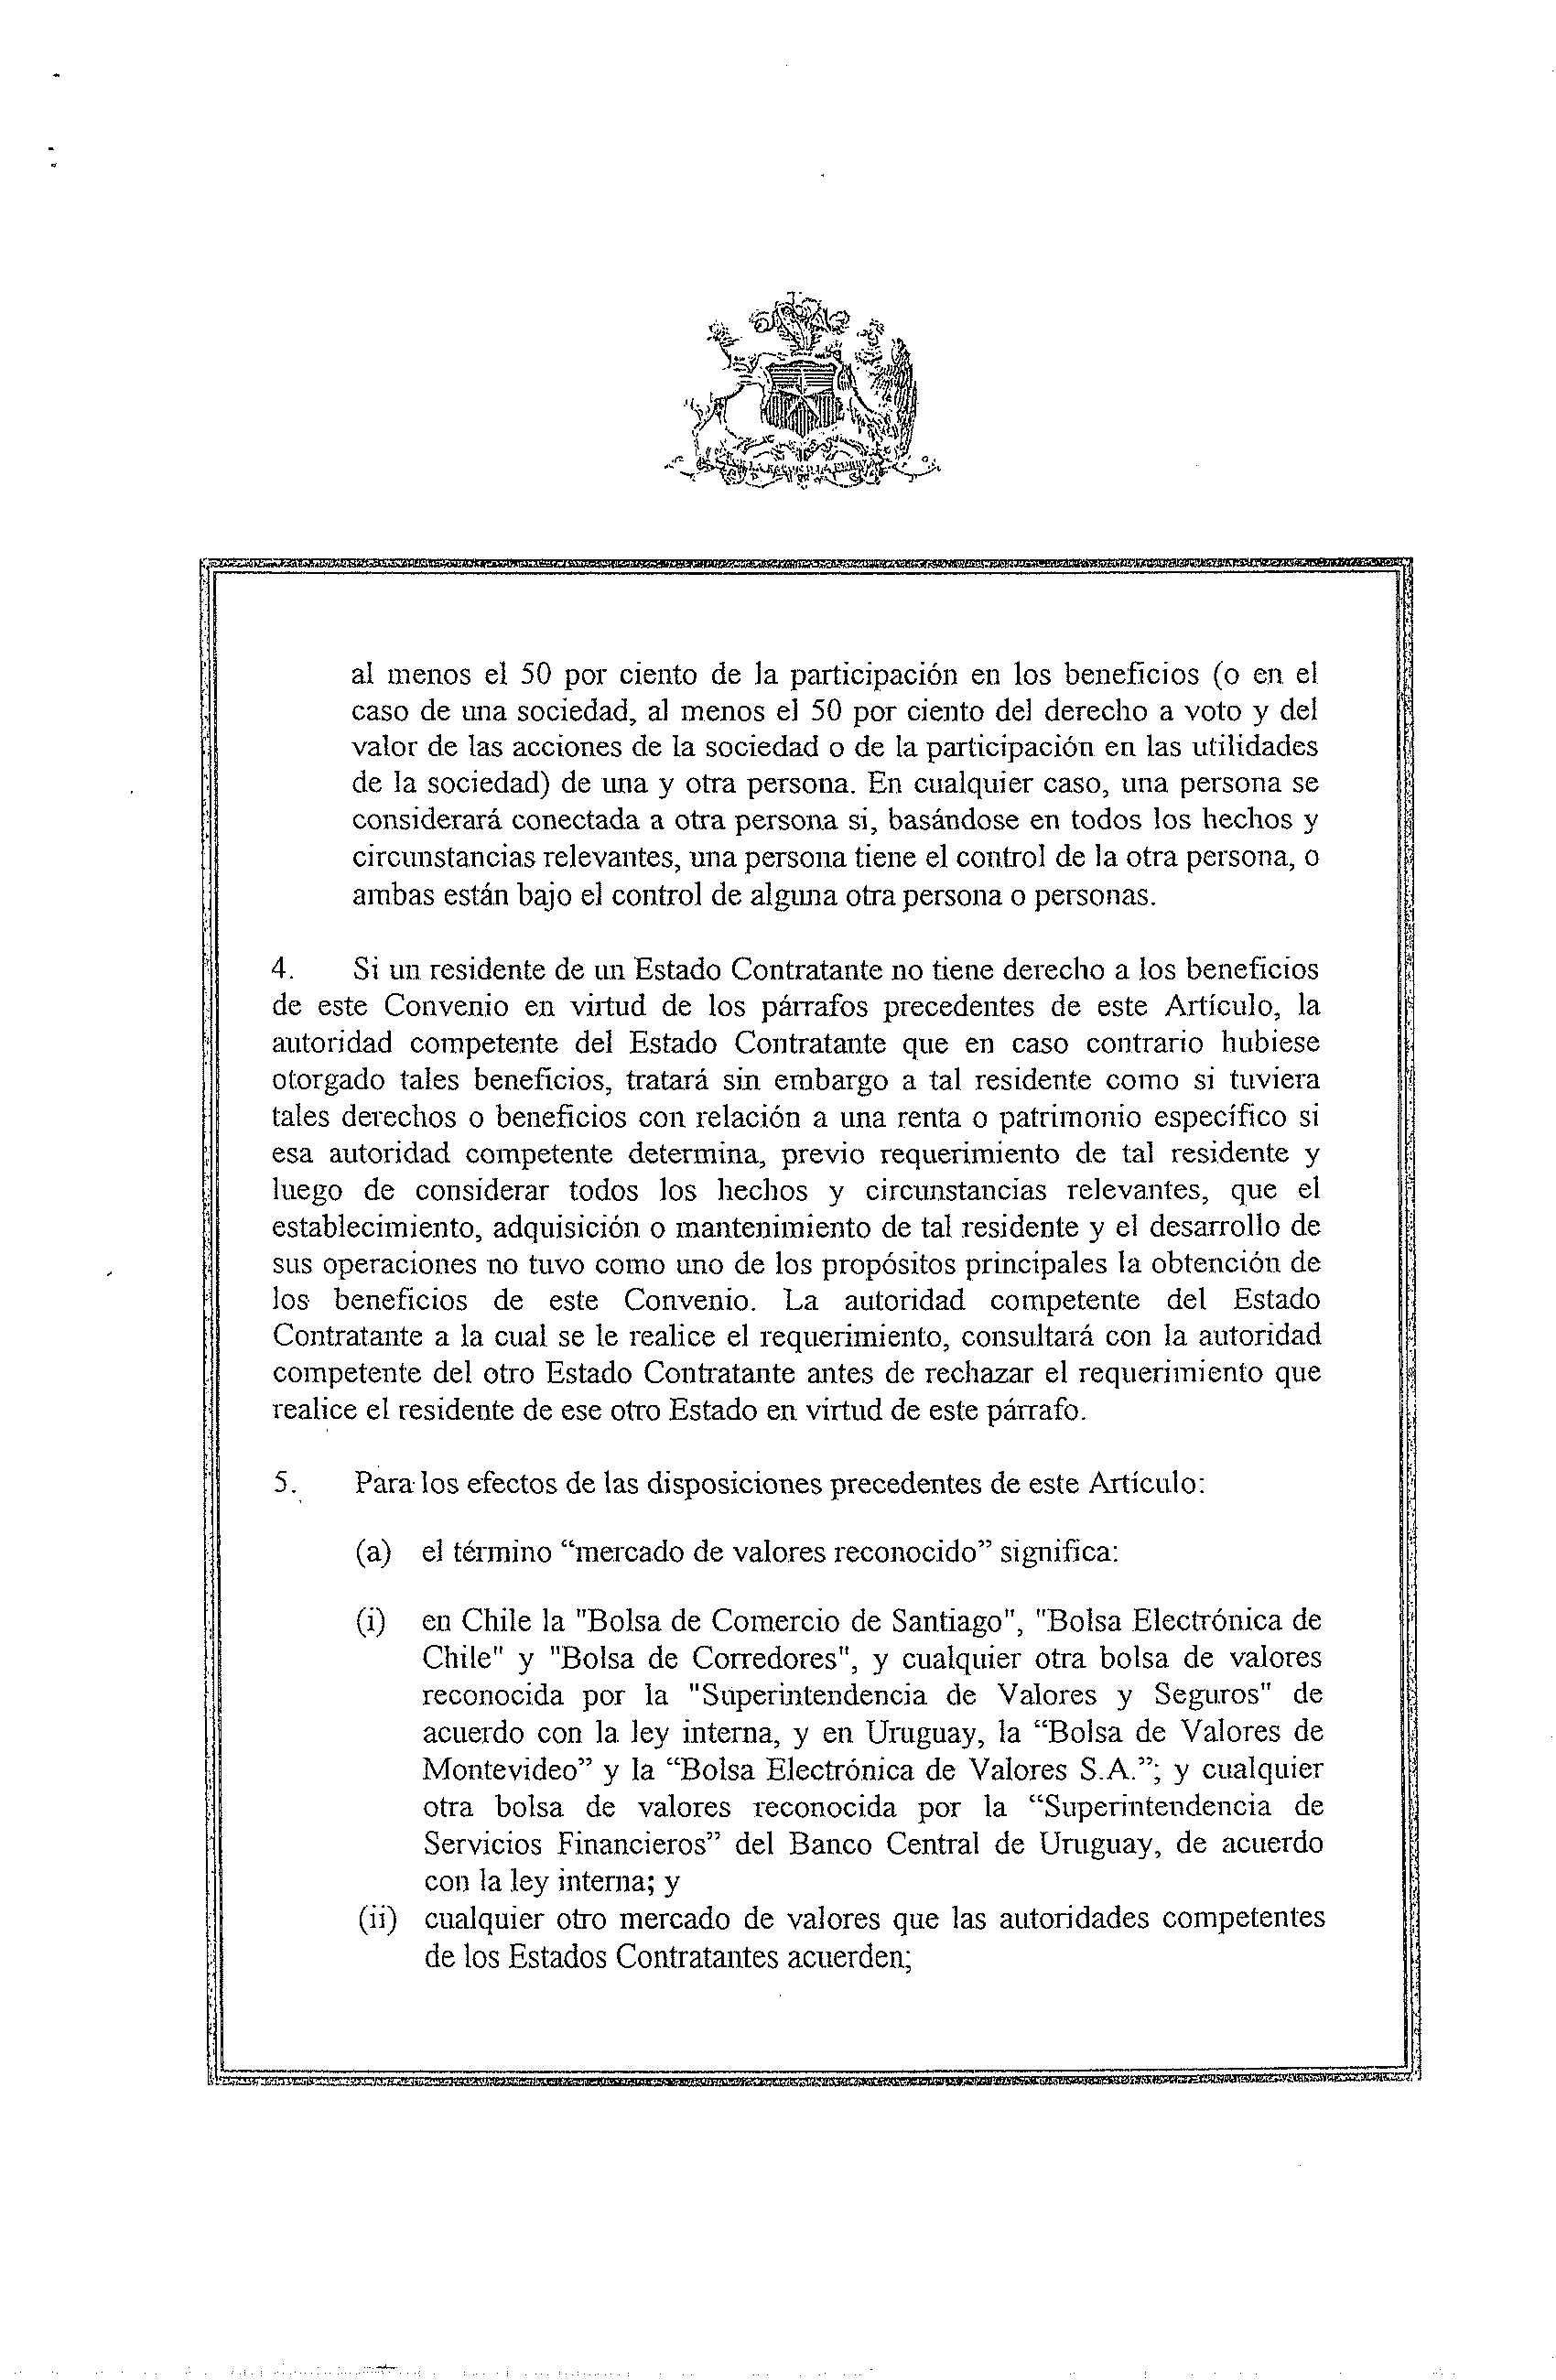 al menos el 50 por ciento de la participación en los beneficios (o en el
caso de una sociedad, al menos el 50 por ciento del derecho a voto y del
valor de las acciones de la sociedad o de la participación en las utilidades
de la sociedad) de una y otra persona. En cualquier caso, una persona se
considerará conectada a otra persona si, basándose en todos los hechos y
circunstancias relevantes, una persona tiene el control de la otra persona, o
ambas están bajo el control de alguna otra persona o personas.
4. Si un residente de un Estado Contratante no tiene derecho a los beneficios
de este Convenio en virtud de los párrafos precedentes de este Artículo, la
autoridad competente del Estado Contratante que en caso contrario hubiese
otorgado tales beneficios, tratará sin embargo a tal residente como si tuviera
tales derechos o beneficios con relación a una renta o patrimonio específico si
esa autoridad competente determina, previo requerimiento de tal residente y
luego de considerar todos los hechos y circunstancias relevantes, que el
establecimiento, adquisición o mantenimiento de tal residente y el desarrollo de
sus operaciones no tuvo como uno de los propósitos principales la obtención de
los beneficios de este Convenio. La autoridad competente del Estado
Contratante a la cual se le realice el requerimiento, consultará con la autoridad
competente del otro Estado Contratante antes de rechazar el requerimiento que
realice el residente de ese otro Estado en virtud de este párrafo.
5. Para los efectos de las disposiciones precedentes de este Artículo:
(a) el término “mercado de valores reconocido” significa:
(i) en Chile la "Bolsa de Comercio de Santiago", "Bolsa Electrónica de
Chile" y "Bolsa de Corredores", y cualquier otra bolsa de valores
reconocida por la "Superintendencia de Valores y Seguros" de
acuerdo con la ley interna, y en Uruguay, la “Bolsa de Valores de
Montevideo” y la “Bolsa Electrónica de Valores S.A.”; y cualquier
otra bolsa de valores reconocida por la “Superintendencia de
Servicios Financieros” del Banco Central de Uruguay, de acuerdo
con la ley interna; y
(ii) cualquier otro mercado de valores que las autoridades competentes
de los Estados Contratantes acuerden;